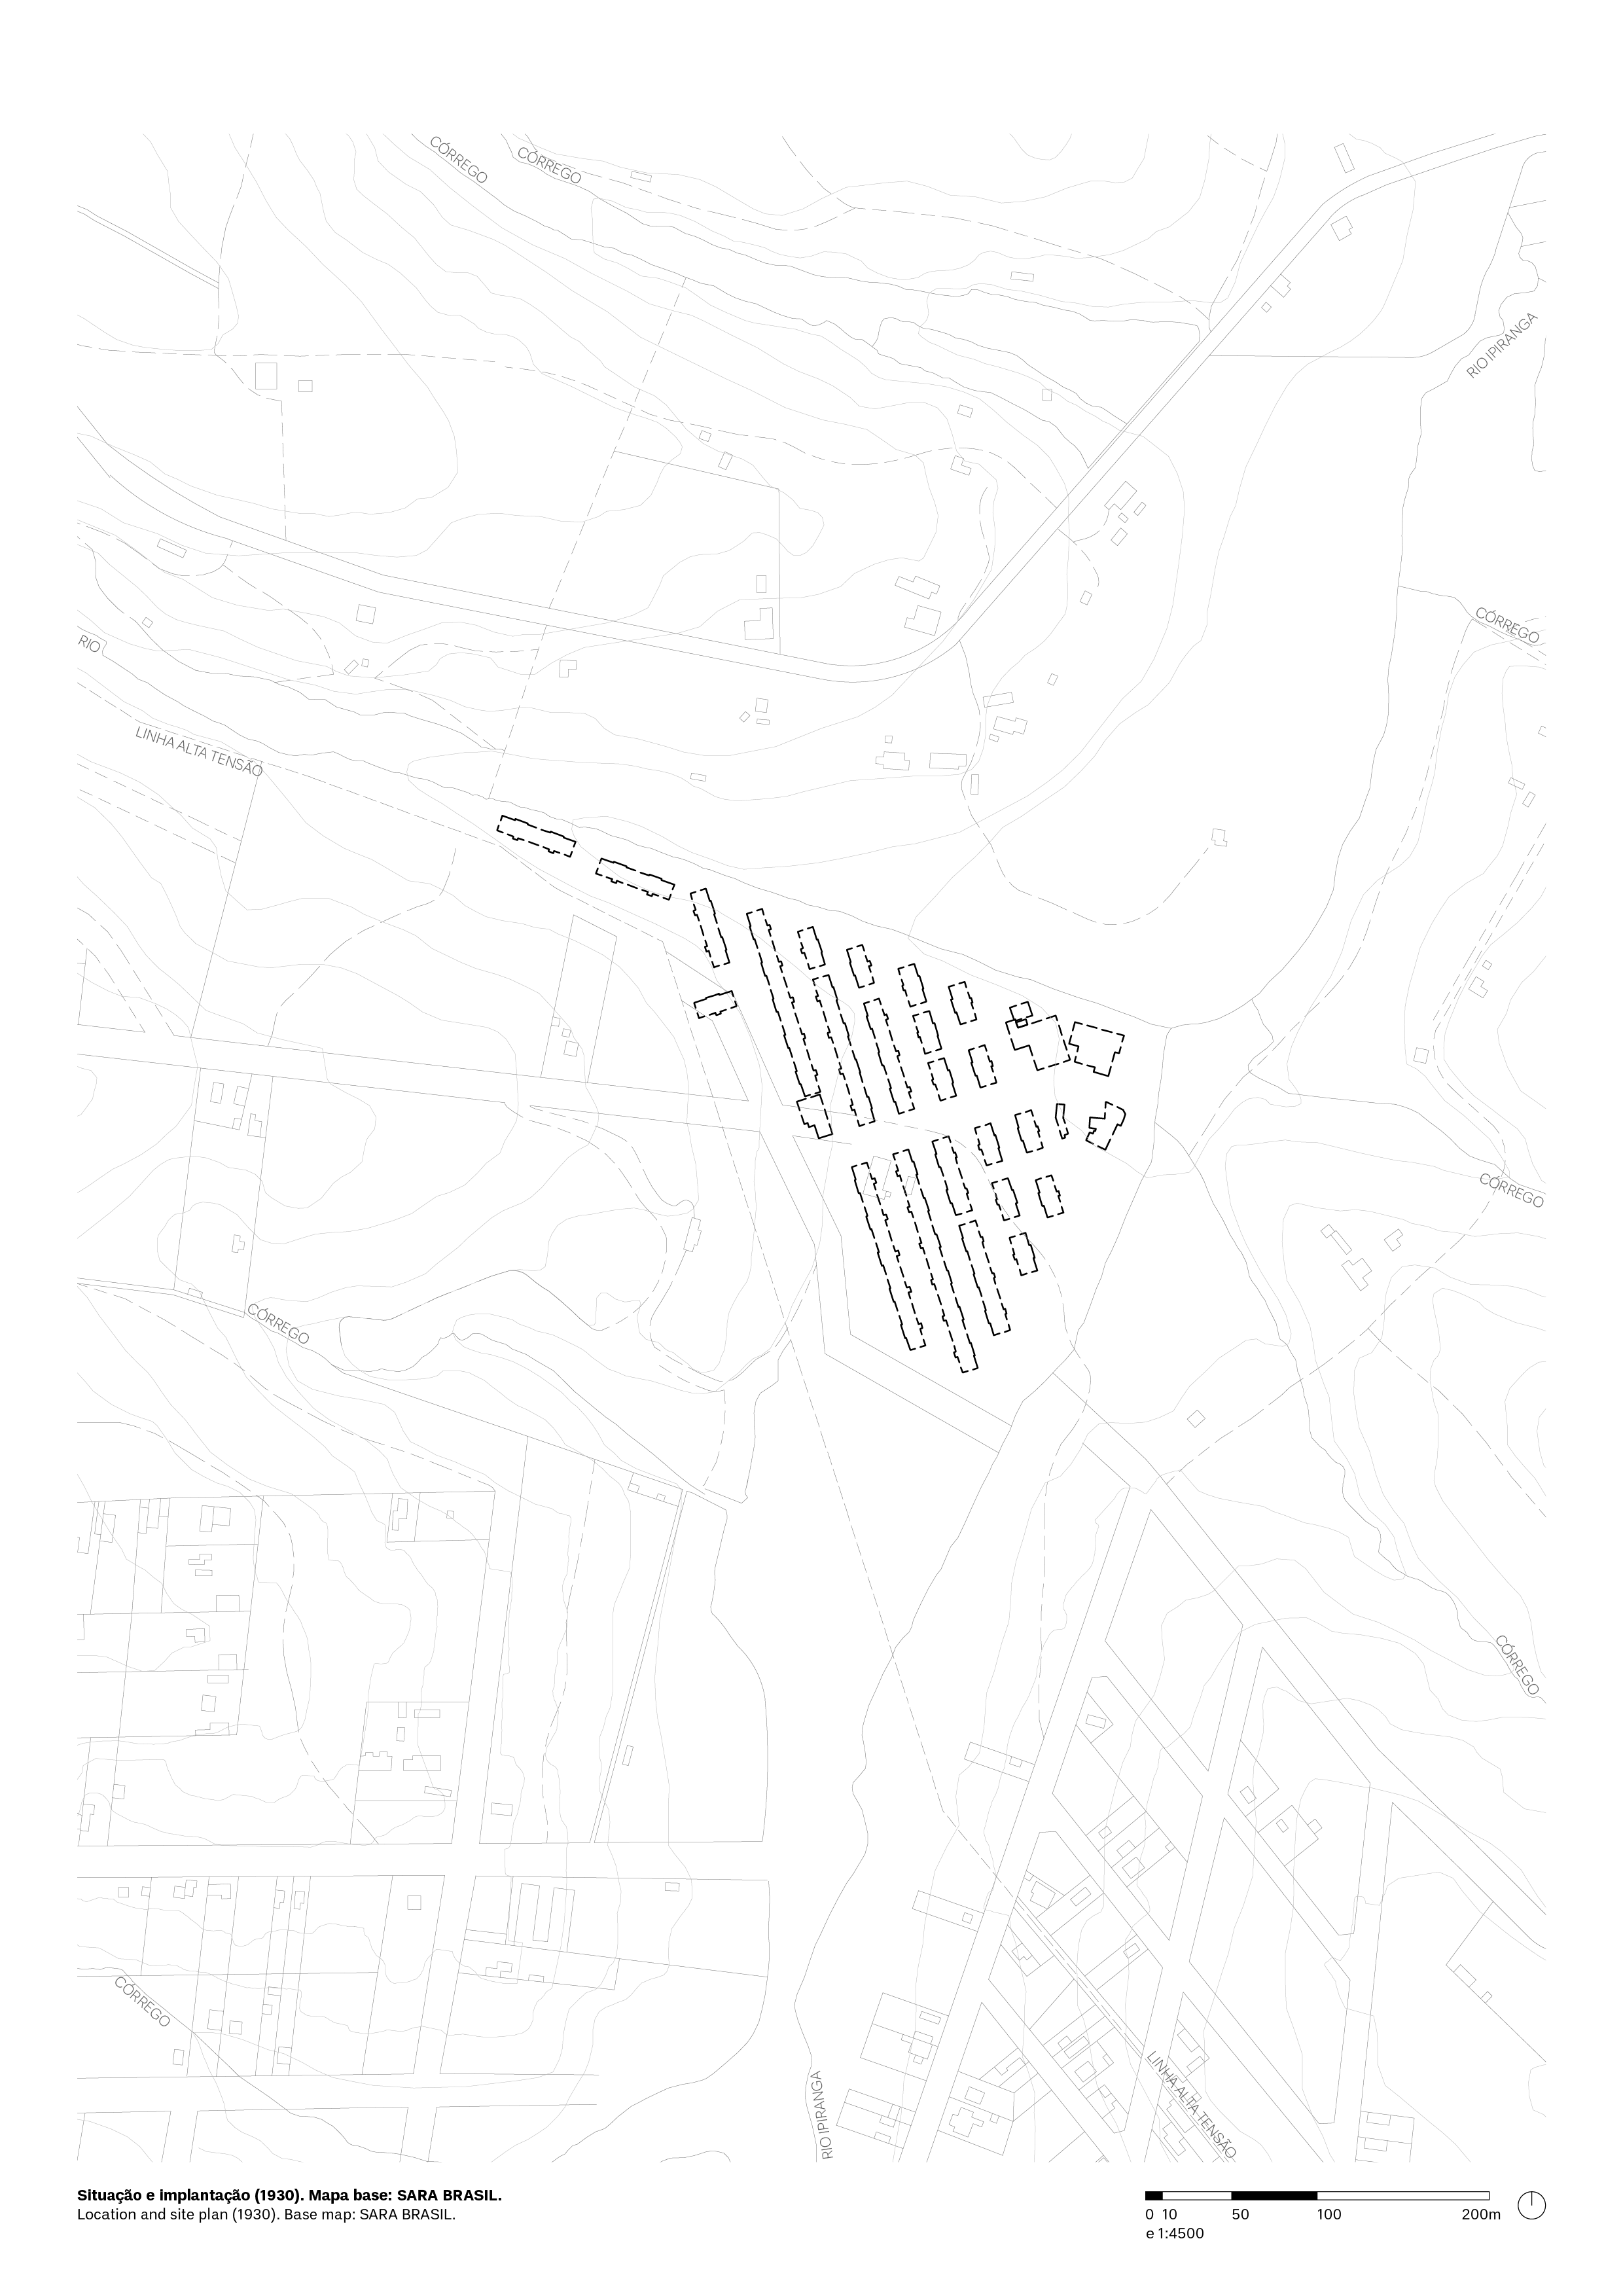 CÓRREGO
CÓRREGO
RIO IPIRANGA
CÓRREGO
RIO
LINHA ALTA TENSÃO
CÓRREGO
CÓRREGO
CÓRREGO
CÓRREGO
LINHA ALTA TENSÃO
RIO IPIRANGA
Situação e implantação (1930). Mapa base: SARA BRASIL.
Location and site plan (1930). Base map: SARA BRASIL.
0 10 50 100 200m
e 1:4500